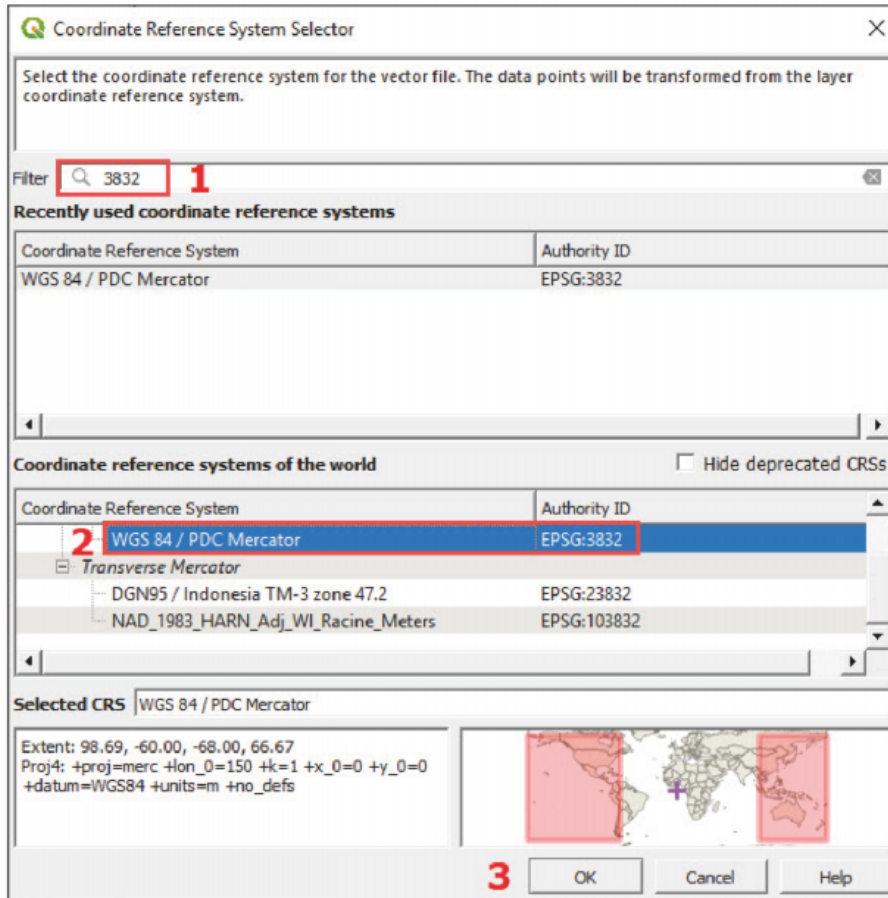 Coordinate Reference System Selector
Select the coordinate reference system for the vector file. The data points will be transformed from the layer
coordinate reference system.
Filter 3832 1
Recently used coordinate reference systems
Coordinate Reference System Authority ID
WGS 84 / PDC Mercator EPSG:3832
Coordinate reference systems of the world Hide deprecated CRSs
Coordinate Reference System Authority ID
2 WGS 84 / PDC Mercator EPSG:3832
Transverse Mercator
DGN95 / Indonesia TM-3 zone 47.2 EPSG:23832
NAD_1983_HARN_Adj_WI_Racine_Meters EPSG:103832
Selected CRS WGS 84 / PDC Mercator
Extent: 98.69, -60.00, -68.00, 66.67
Proj4: +proj=merc +lon_0=150 +k=1 +x_0=0 +y_0=0
+datum=WGS84 +units=m +no_defs
3 OK Cancel Help